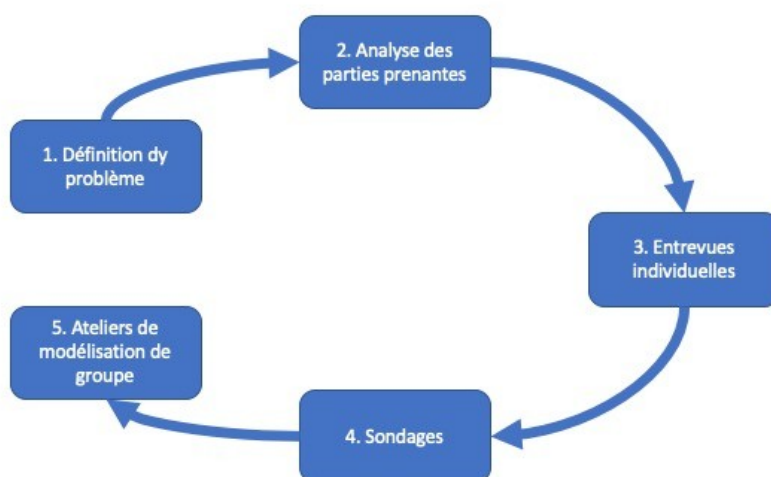 1. Définition dy
problème
2. Analyse des
parties prenantes
3. Entrevues
individuelles
4. Sondages
5. Ateliers de
modélisation de
groupe